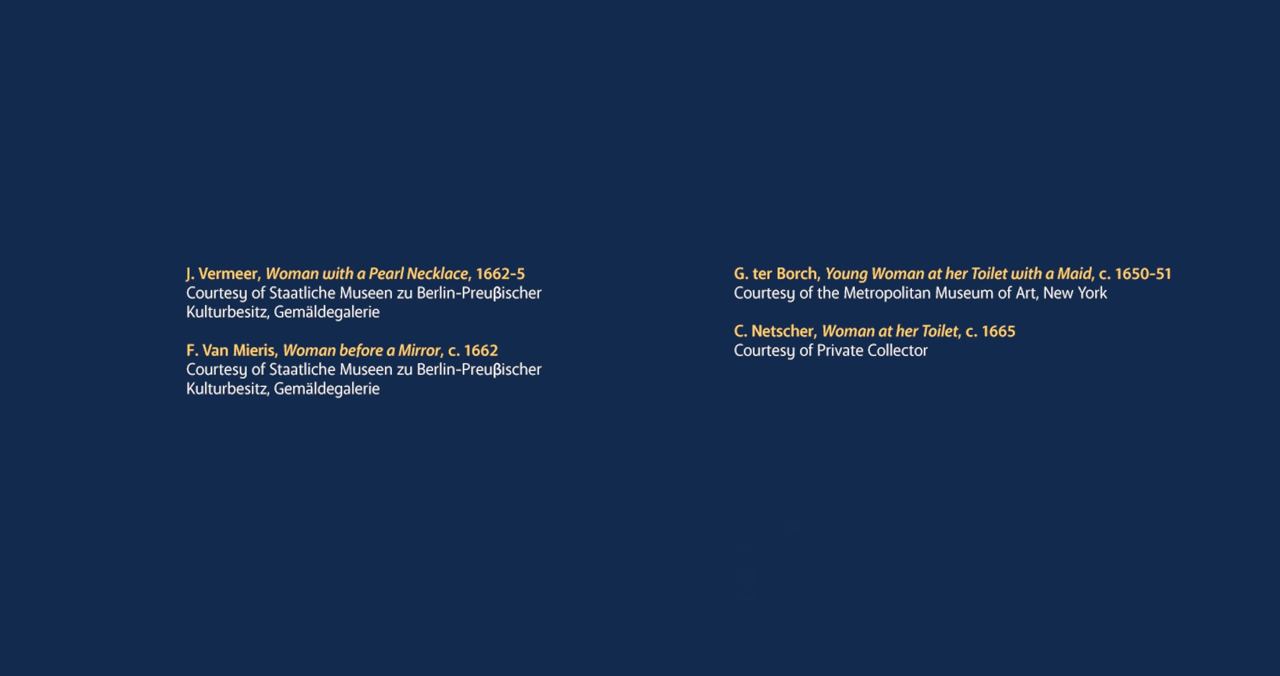 J. Vermeer, Woman with a Pearl Necklace, 1662-5
Courtesy of Staatliche Museen zu Berlin-Preuβischer
Kulturbesitz, Gemäldegalerie
F. Van Mieris, Woman before a Mirror, c. 1662
Courtesy of Staatliche Museen zu Berlin-Preuβischer
Kulturbesitz, Gemäldegalerie
G. ter Borch, Young Woman at her Toilet with a Maid, c. 1650-51
Courtesy of the Metropolitan Museum of Art, New York
C. Netscher, Woman at her Toilet, c. 1665
Courtesy of Private Collector